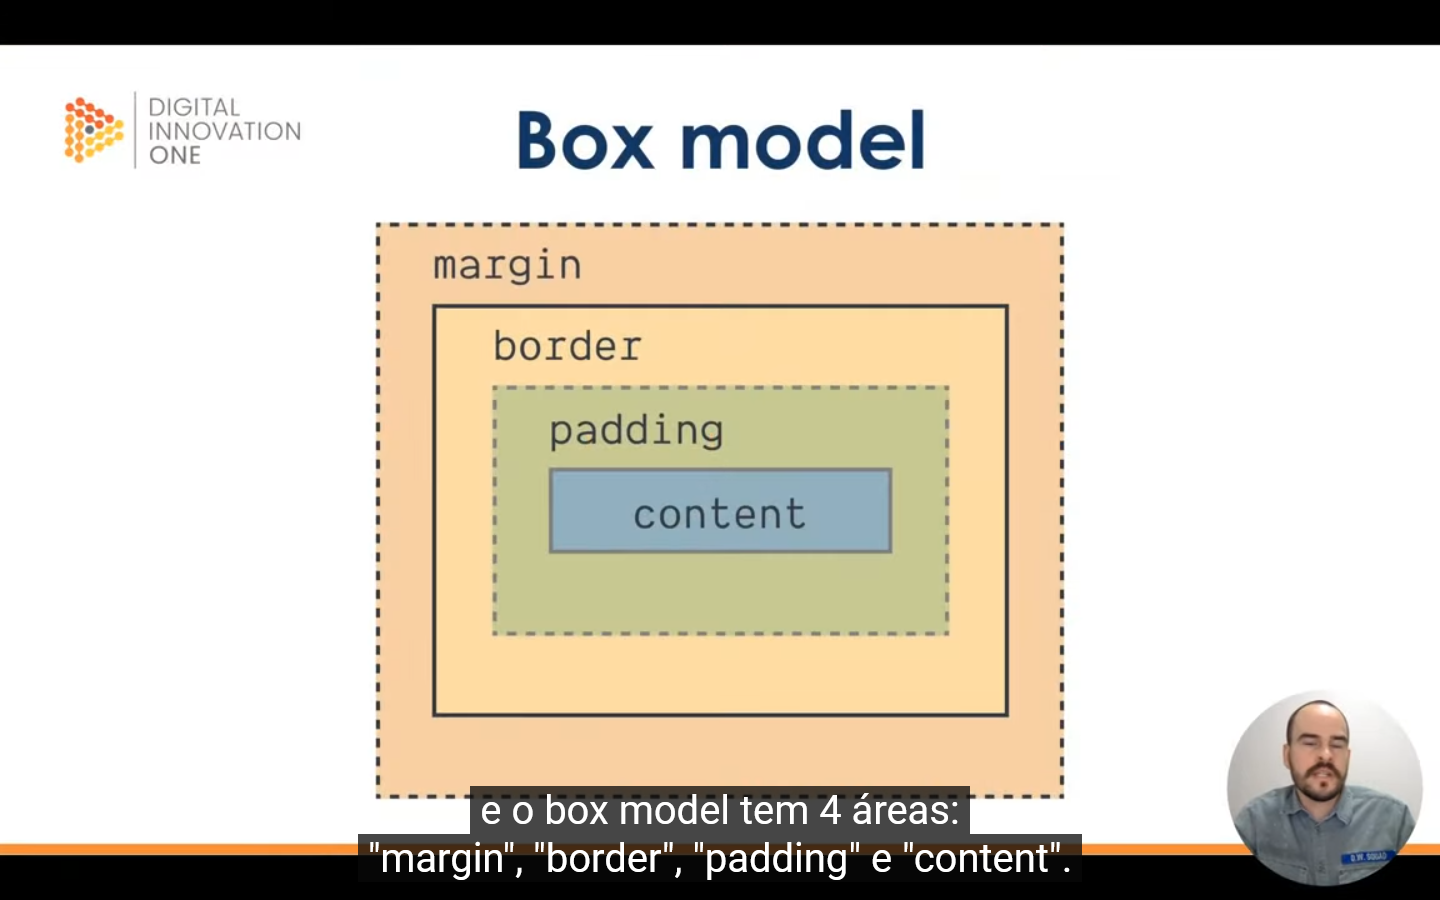 DIGITAL
INNOVATION
ONE
Box model
margin
border
padding
content
e o box model tem 4 áreas:
"margin", "border", "padding" e "content".